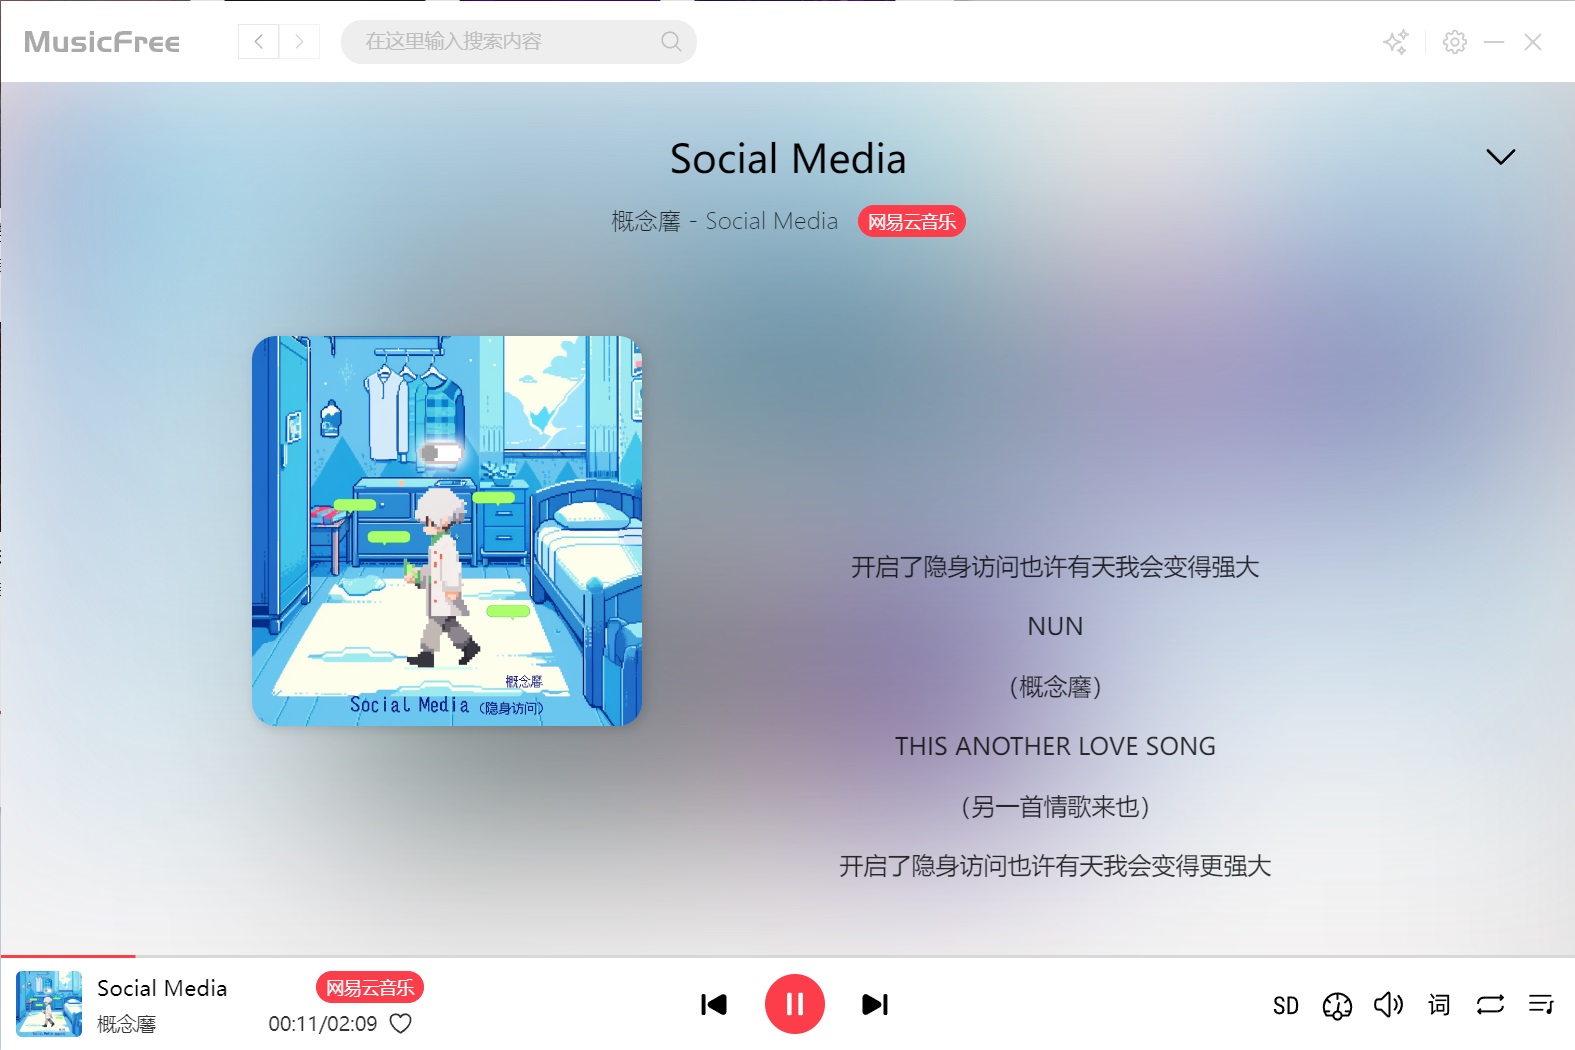 MusicFree
在这里输入搜索内容
Social Media
概念麿 - Social Media
网易云音乐
概念麿
Social Media (隐身访问)
开启了隐身访问也许有天我会变得强大
NUN
（概念麿）
THIS ANOTHER LOVE SONG
（另一首情歌来也）
开启了隐身访问也许有天我会变得更强大
Social Media
网易云音乐
概念麿
00:11/02:09
SD
词